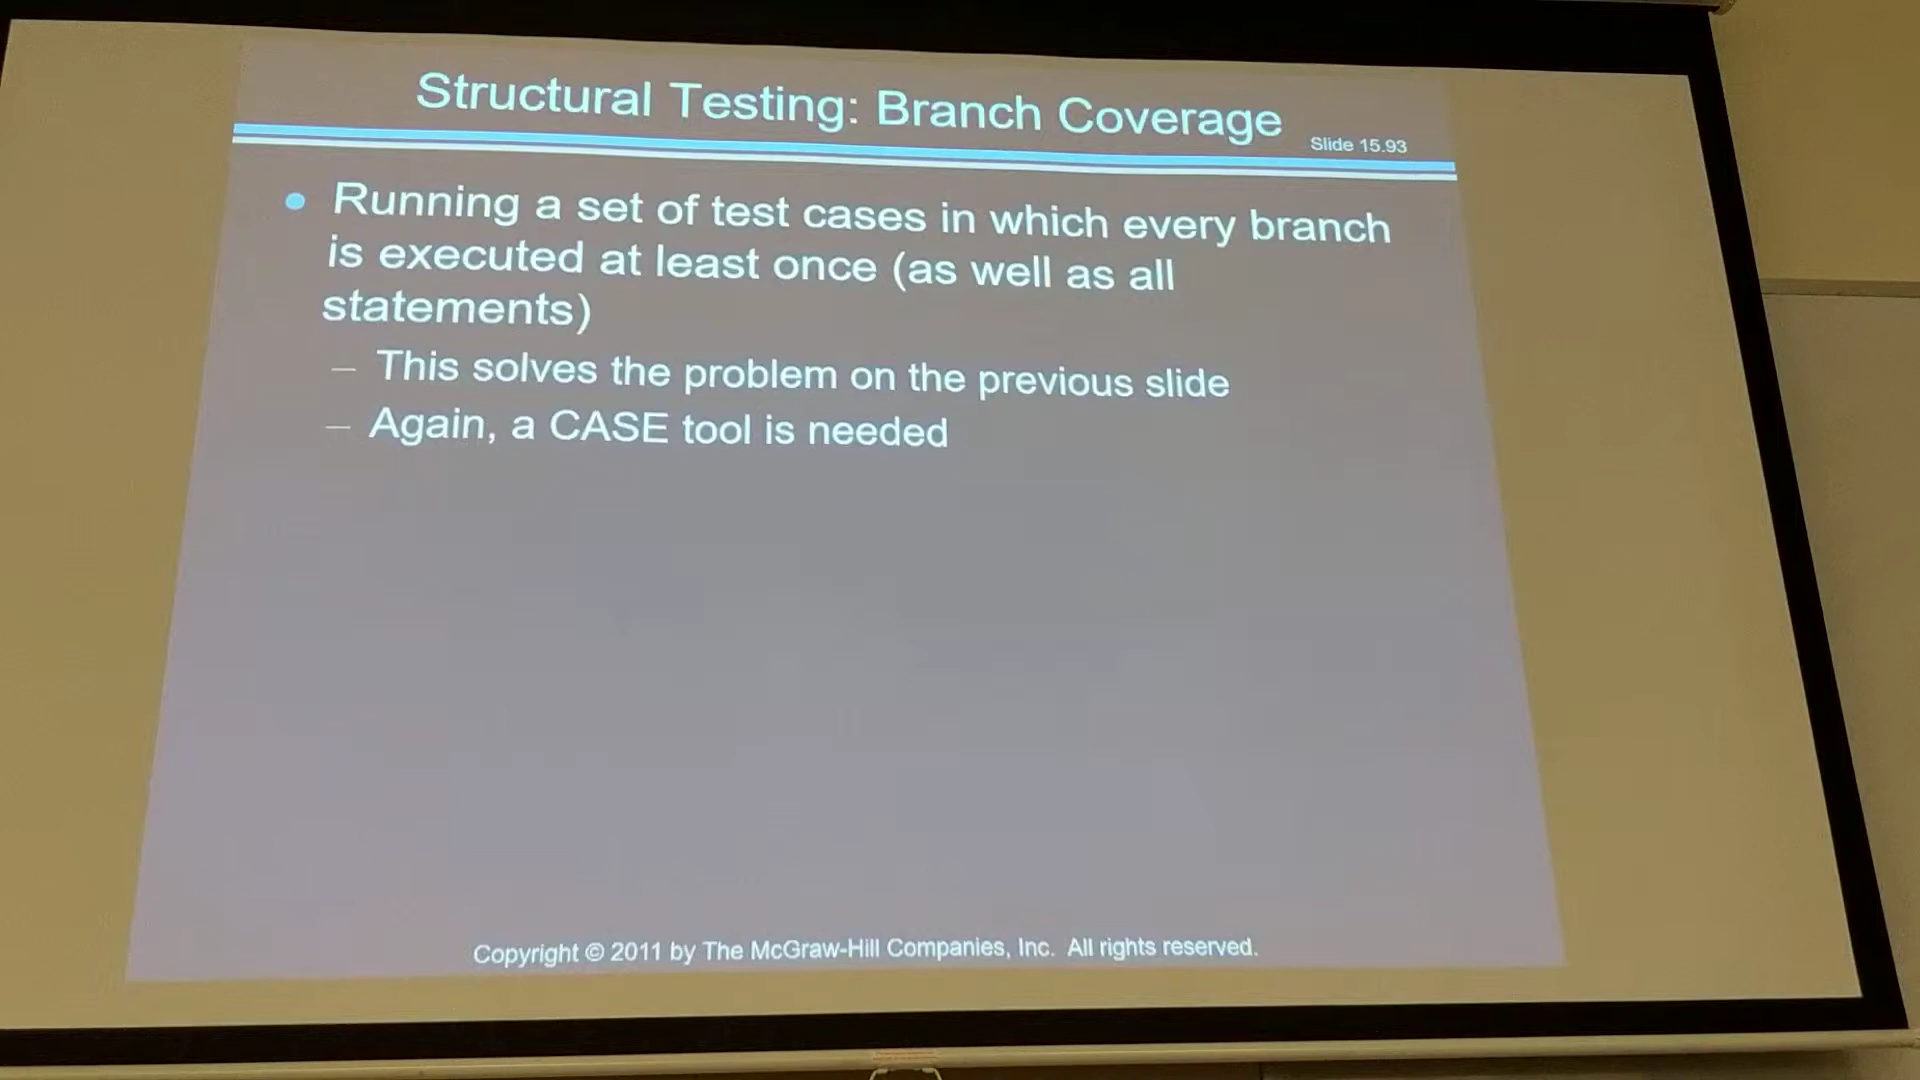 Structural Testing: Branch Coverage
Slide 15.93
• Running a set of test cases in which every branch
is executed at least once (as well as all
statements)
– This solves the problem on the previous slide
– Again, a CASE tool is needed
Copyright © 2011 by The McGraw-Hill Companies, Inc. All rights reserved.